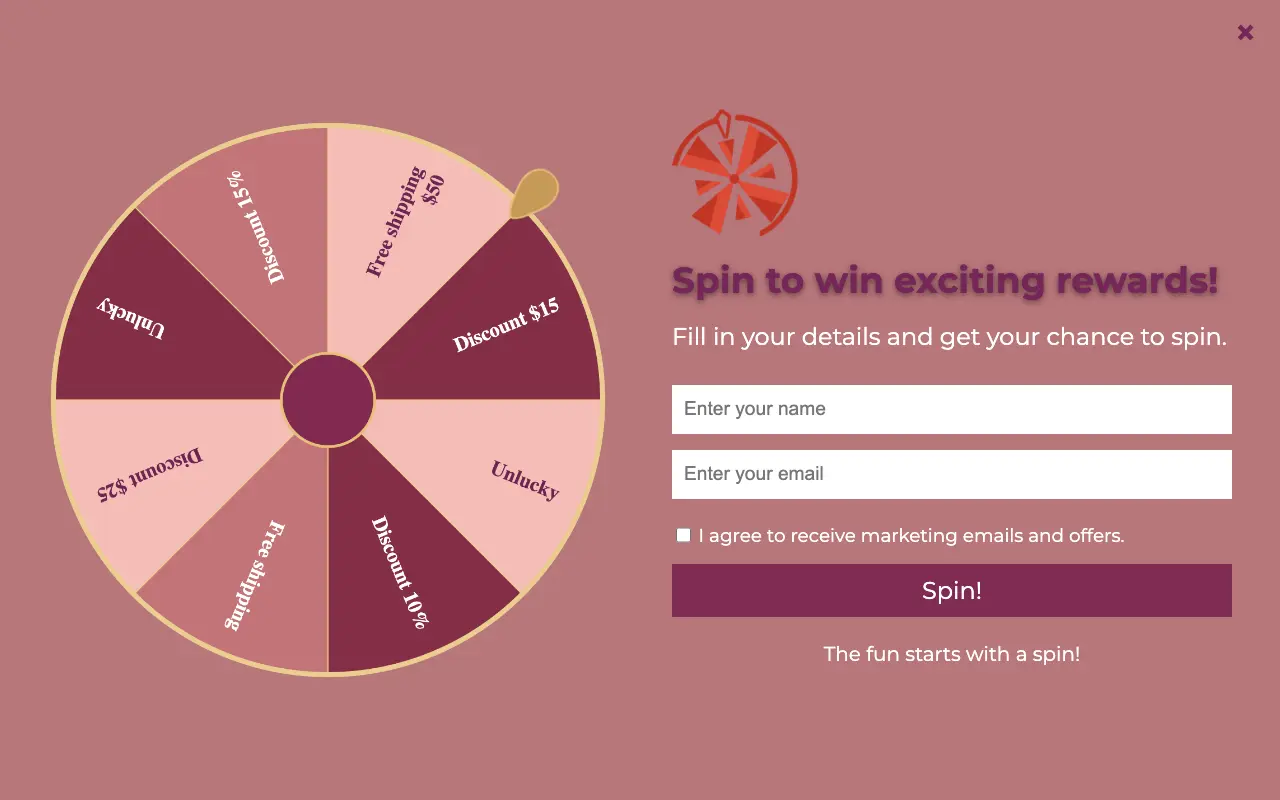 Free shipping
$50
Discount $15
Unlucky
Discount 10%
Free shipping
Discount $25
Unlucky
Discount 15%
Spin to win exciting rewards!
Fill in your details and get your chance to spin.
Enter your name
Enter your email
I agree to receive marketing emails and offers.
Spin!
The fun starts with a spin!